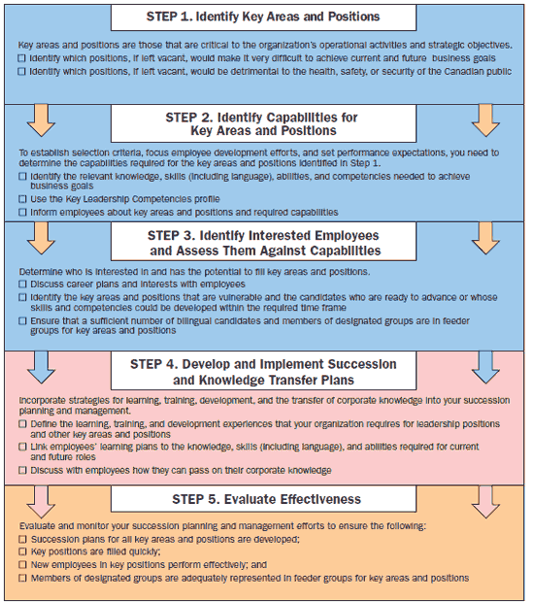 STEP 1. Identify Key Areas and Positions
Key areas and positions are those that are critical to the organization's operational activities and strategic objectives.
☐ Identify which positions, if left vacant, would make it very difficult to achieve current and future business goals
☐ Identify which positions, if left vacant, would be detrimental to the health, safety, or security of the Canadian public
STEP 2. Identify Capabilities for
Key Areas and Positions
To establish selection criteria, focus employee development efforts, and set performance expectations, you need to
determine the capabilities required for the key areas and positions identified in Step 1.
☐ Identify the relevant knowledge, skills (including language), abilities, and competencies needed to achieve
business goals
☐ Use the Key Leadership Competencies profile
☐ Inform employees about key areas and positions and required capabilities
STEP 3. Identify Interested Employees
and Assess Them Against Capabilities
Determine who is interested in and has the potential to fill key areas and positions.
☐ Discuss career plans and interests with employees
☐ Identify the key areas and positions that are vulnerable and the candidates who are ready to advance or whose
skills and competencies could be developed within the required time frame
☐ Ensure that a sufficient number of bilingual candidates and members of designated groups are in feeder
groups for key areas and positions
STEP 4. Develop and Implement Succession
and Knowledge Transfer Plans
Incorporate strategies for learning, training, development, and the transfer of corporate knowledge into your succession
planning and management.
☐ Define the learning, training, and development experiences that your organization requires for leadership positions
and other key areas and positions
☐ Link employees' learning plans to the knowledge, skills (including language), and abilities required for current
and future roles
☐ Discuss with employees how they can pass on their corporate knowledge
STEP 5. Evaluate Effectiveness
Evaluate and monitor your succession planning and management efforts to ensure the following:
☐ Succession plans for all key areas and positions are developed;
☐ Key positions are filled quickly;
☐ New employees in key positions perform effectively; and
☐ Members of designated groups are adequately represented in feeder groups for key areas and positions